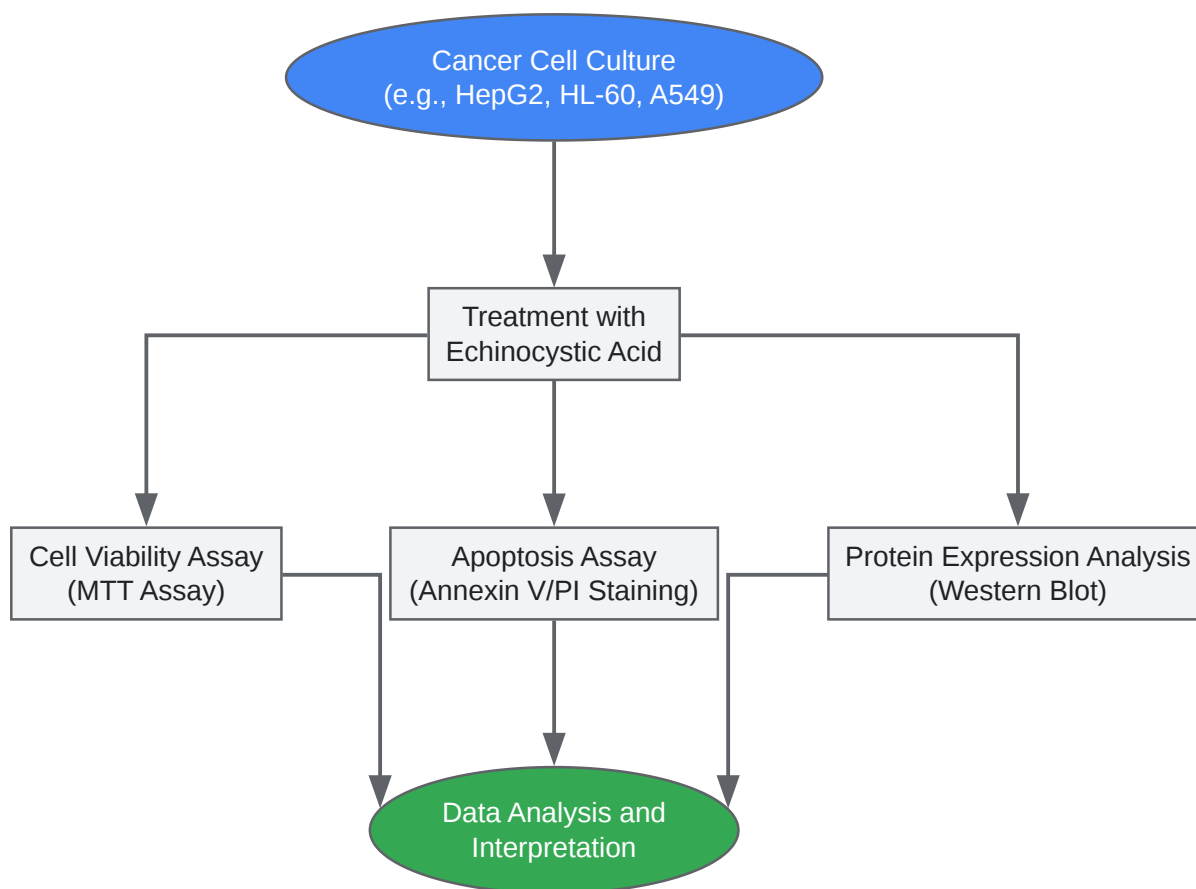 Cancer Cell Culture
(e.g., HepG2, HL-60, A549)
Treatment with
Echinocystic Acid
Cell Viability Assay
(MTT Assay)
Apoptosis Assay
(Annexin V/PI Staining)
Protein Expression Analysis
(Western Blot)
Data Analysis and
Interpretation